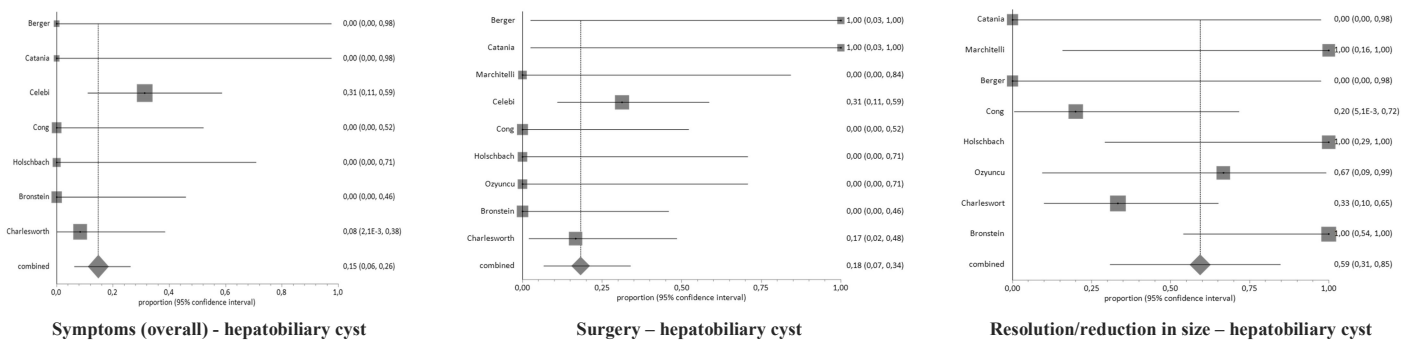 Berger 0,00 (0,00, 0,98)
Catania 0,00 (0,00, 0,98)
Celebi 0,31 (0,11, 0,59)
Cong 0,00 (0,00, 0,52)
Holschbach 0,00 (0,00, 0,71)
Bronstein 0,00 (0,00, 0,46)
Charlesworth 0,08 (2,1E-3, 0,38)
combined 0,15 (0,06, 0,26)
0,0 0,2 0,4 0,6 0,8 1,0
proportion (95% confidence interval)
Symptoms (overall) - hepatobiliary cyst
Berger 1,00 (0,03, 1,00)
Catania 1,00 (0,03, 1,00)
Marchitelli 0,00 (0,00, 0,84)
Celebi 0,31 (0,11, 0,59)
Cong 0,00 (0,00, 0,52)
Holschbach 0,00 (0,00, 0,71)
Ozyuncu 0,00 (0,00, 0,71)
Bronstein 0,00 (0,00, 0,46)
Charlesworth 0,17 (0,02, 0,48)
combined 0,18 (0,07, 0,34)
0,00 0,25 0,50 0,75 1,00
proportion (95% confidence interval)
Surgery – hepatobiliary cyst
Catania 0,00 (0,00, 0,98)
Marchitelli 1,00 (0,16, 1,00)
Berger 0,00 (0,00, 0,98)
Cong 0,20 (5,1E-3, 0,72)
Holschbach 1,00 (0,29, 1,00)
Ozyuncu 0,67 (0,09, 0,99)
Charleswort 0,33 (0,10, 0,65)
Bronstein 1,00 (0,54, 1,00)
combined 0,59 (0,31, 0,85)
0,00 0,25 0,50 0,75 1,00
proportion (95% confidence interval)
Resolution/reduction in size – hepatobiliary cyst